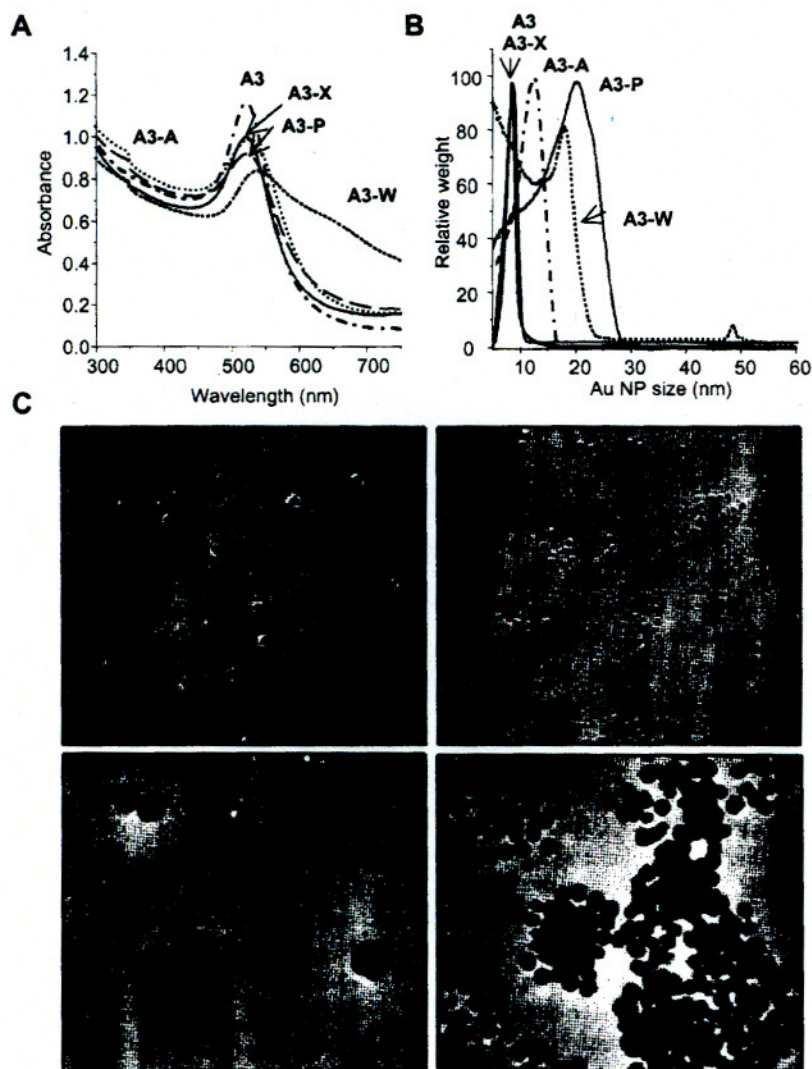 A
1.4
1.2
1.0
0.8
0.6
0.4
0.2
0.0
Absorbance
A3
A3-X
A3-A
A3-P
A3-W
300 400 500 600 700
Wavelength (nm)
B
A3
A3-X
A3-A
A3-P
A3-W
100
80
60
40
20
0
Relative weight
10 20 30 40 50 60
Au NP size (nm)
C